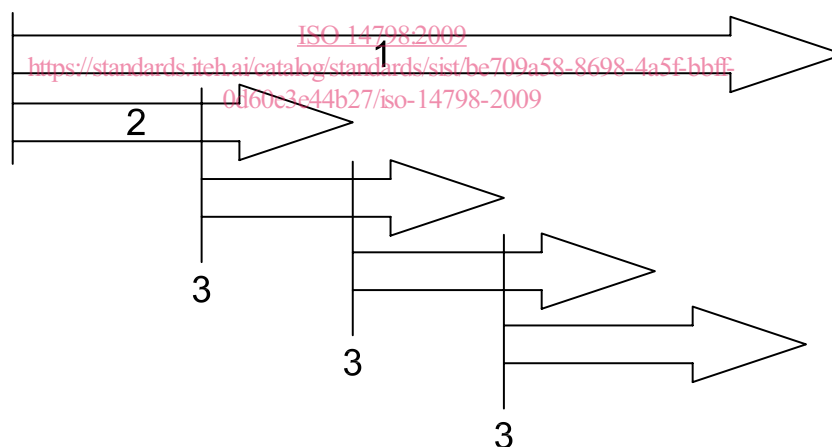 ISO 14798:2009
1
https://standards.iteh.ai/catalog/standards/sist/be709a58-8698-4a5f-bbff-
0d60e3e44b27/iso-14798-2009
2
3
3
3